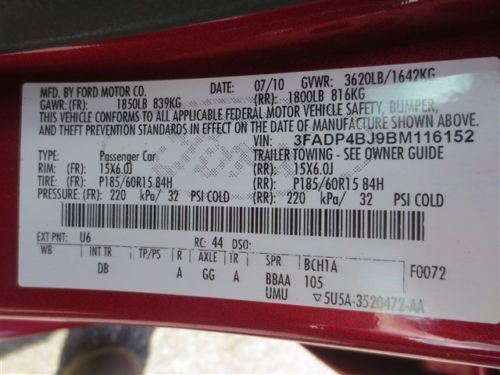 MFD. BY FORD MOTOR CO.
DATE: 07/10 GVWR: 3620LB/1642KG
GAWR: (FR): 1850LB 839KG (RR): 1800LB 816KG
THIS VEHICLE CONFORMS TO ALL APPLICABLE FEDERAL MOTOR VEHICLE SAFETY, BUMPER,
AND THEFT PREVENTION STANDARDS IN EFFECT ON THE DATE OF MANUFACTURE SHOWN ABOVE.
VIN: 3FADP4BJ9BM116152
TYPE: Passenger Car TRAILER TOWING - SEE OWNER GUIDE
RIM: (FR): 15X6.0J (RR): 15X6.0J
TIRE: (FR): P185/60R15 84H (RR): P185/60R15 84H
PRESSURE: (FR): 220 kPa/ 32 PSI COLD (RR): 220 kPa/ 32 PSI COLD
EXT PNT: U6 RC: 44 DSO:
WB INT TR TP/PS R AXLE TR SPR BCH1A F0072
DB A GG A BBAA 105
UMU 5U5A-3520472-AA